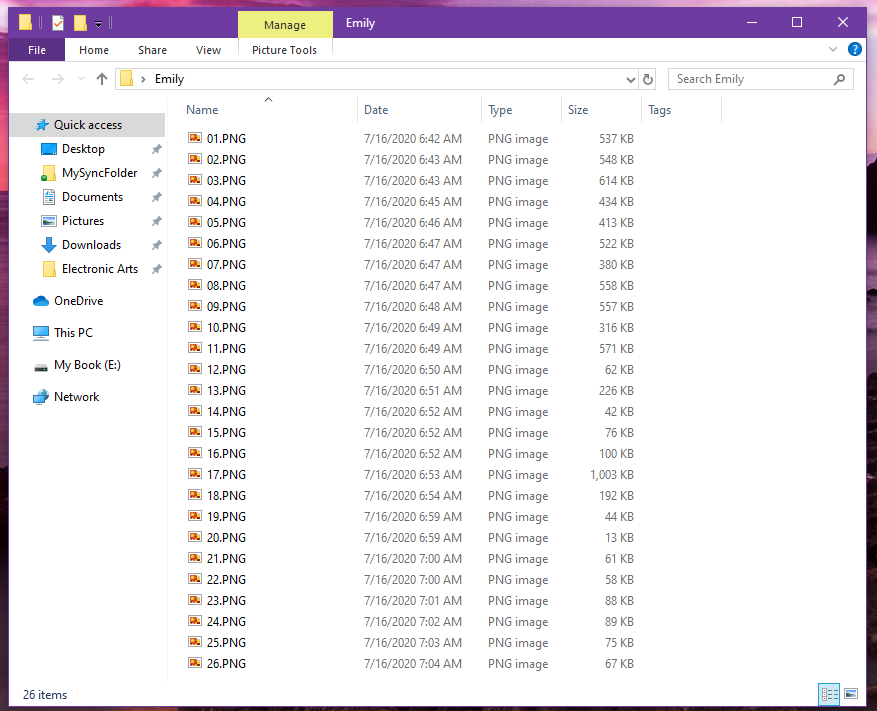 Manage
Emily
File
Home
Share
View
Picture Tools
?
Emily
Search Emily
Quick access
Desktop
MySyncFolder
Documents
Pictures
Downloads
Electronic Arts
OneDrive
This PC
My Book (E:)
Network
Name Date Type Size Tags
01.PNG 7/16/2020 6:42 AM PNG image 537 KB
02.PNG 7/16/2020 6:43 AM PNG image 548 KB
03.PNG 7/16/2020 6:43 AM PNG image 614 KB
04.PNG 7/16/2020 6:45 AM PNG image 434 KB
05.PNG 7/16/2020 6:46 AM PNG image 413 KB
06.PNG 7/16/2020 6:47 AM PNG image 522 KB
07.PNG 7/16/2020 6:47 AM PNG image 380 KB
08.PNG 7/16/2020 6:47 AM PNG image 558 KB
09.PNG 7/16/2020 6:48 AM PNG image 557 KB
10.PNG 7/16/2020 6:49 AM PNG image 316 KB
11.PNG 7/16/2020 6:49 AM PNG image 571 KB
12.PNG 7/16/2020 6:50 AM PNG image 62 KB
13.PNG 7/16/2020 6:51 AM PNG image 226 KB
14.PNG 7/16/2020 6:52 AM PNG image 42 KB
15.PNG 7/16/2020 6:52 AM PNG image 76 KB
16.PNG 7/16/2020 6:52 AM PNG image 100 KB
17.PNG 7/16/2020 6:53 AM PNG image 1,003 KB
18.PNG 7/16/2020 6:54 AM PNG image 192 KB
19.PNG 7/16/2020 6:59 AM PNG image 44 KB
20.PNG 7/16/2020 6:59 AM PNG image 13 KB
21.PNG 7/16/2020 7:00 AM PNG image 61 KB
22.PNG 7/16/2020 7:00 AM PNG image 58 KB
23.PNG 7/16/2020 7:01 AM PNG image 88 KB
24.PNG 7/16/2020 7:02 AM PNG image 89 KB
25.PNG 7/16/2020 7:03 AM PNG image 75 KB
26.PNG 7/16/2020 7:04 AM PNG image 67 KB
26 items